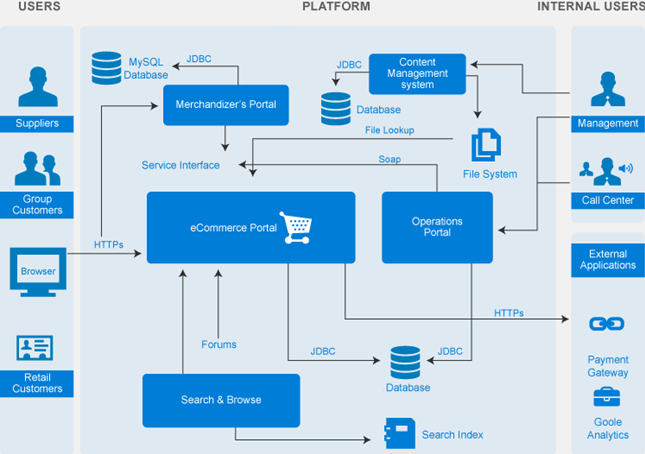 USERS
PLATFORM
INTERNAL USERS
Suppliers
Group
Customers
Browser
Retail
Customers
HTTPs
MySQL
Database
JDBC
Merchandizer's Portal
Service Interface
JDBC
Content
Management
system
Database
File Lookup
File System
Soap
eCommerce Portal
Operations
Portal
Forums
JDBC
JDBC
Database
HTTPs
Search & Browse
Search Index
Management
Call Center
External
Applications
Payment
Gateway
Goole
Analytics